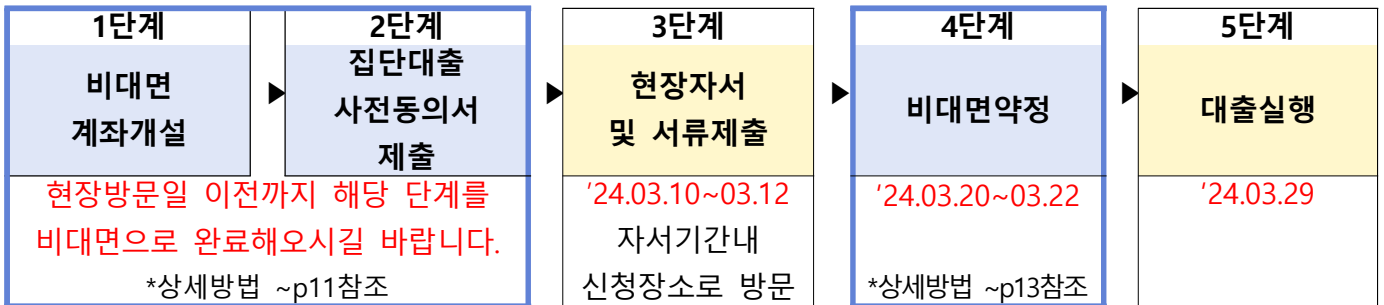 1단계
비대면
계좌개설
▶
2단계
집단대출
사전동의서
제출
현장방문일 이전까지 해당 단계를
비대면으로 완료해오시길 바랍니다.
*상세방법 ~p11참조
▶
3단계
현장자서
및 서류제출
'24.03.10~03.12
자서기간내
신청장소로 방문
▶
4단계
비대면약정
'24.03.20~03.22
*상세방법 ~p13참조
▶
5단계
대출실행
'24.03.29